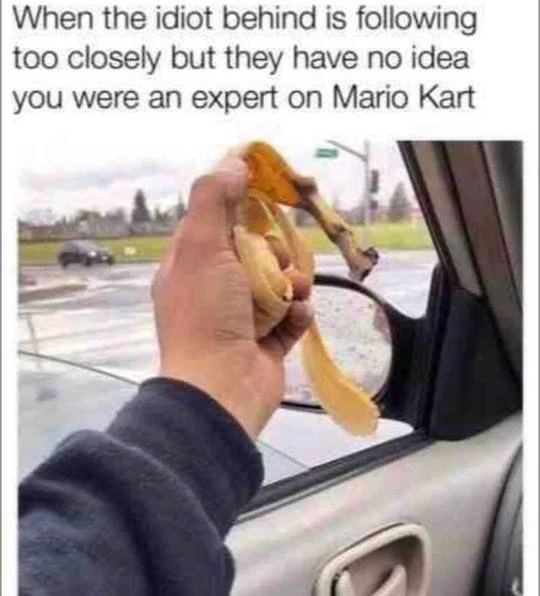 When the idiot behind is following
too closely but they have no idea
you were an expert on Mario Kart